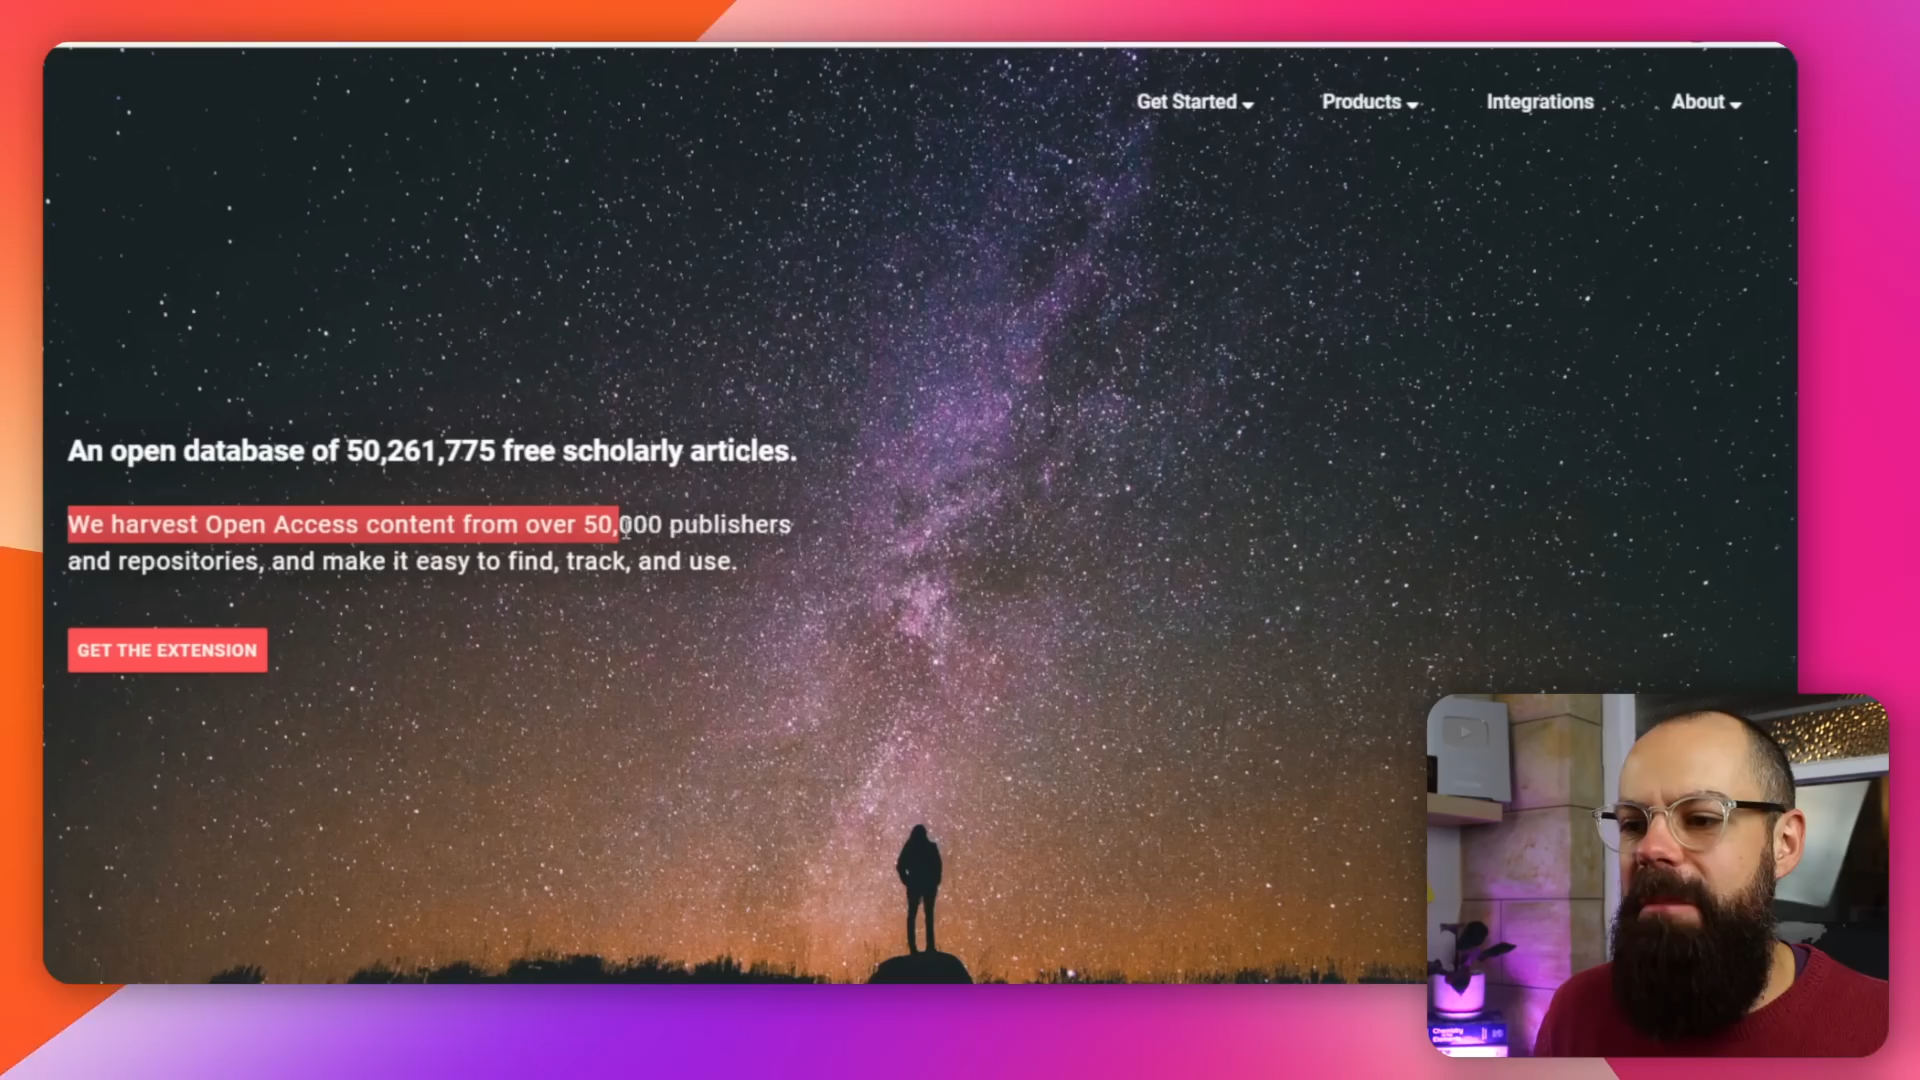 Get Started
Products
Integrations
About
An open database of 50,261,775 free scholarly articles.
We harvest Open Access content from over 50,000 publishers
and repositories, and make it easy to find, track, and use.
GET THE EXTENSION
Chemistry
Elements